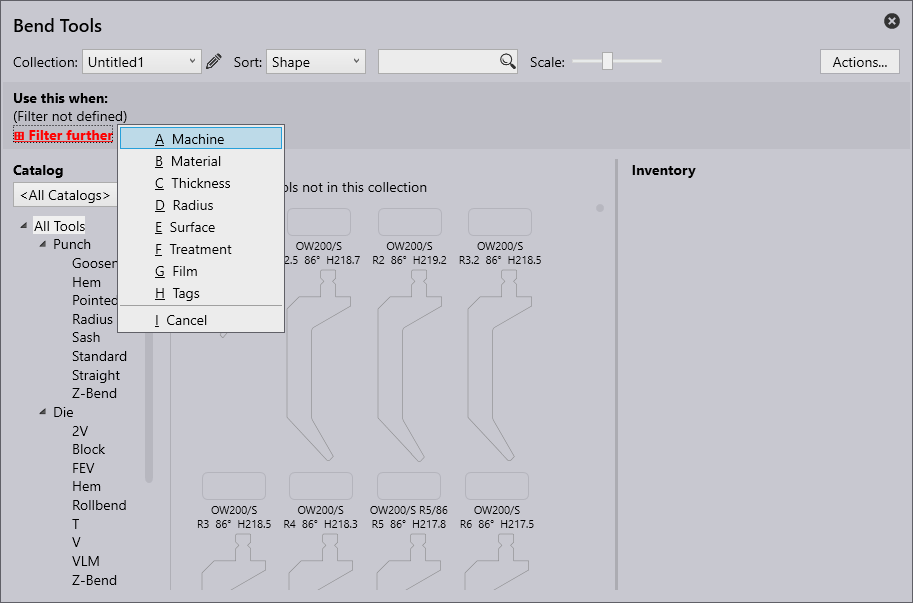 Bend Tools
Collection: Untitled1 Sort: Shape Scale: Actions...
Use this when:
(Filter not defined)
Filter further
A Machine
B Material
C Thickness
D Radius
E Surface
F Treatment
G Film
H Tags
I Cancel
Catalog
<All Catalogs>
All Tools
Punch
Hem
Pointed
Radius
Sash
Standard
Straight
Z-Bend
Die
2V
Block
FEV
Hem
Rollbend
T
V
VLM
Z-Bend
not in this collection
OW200/S OW200/S OW200/S
2.5 86° H218.7 R2 86° H219.2 R3.2 86° H218.5
OW200/S OW200/S OW200/S R5/86 OW200/S
R3 86° H218.5 R4 86° H218.3 R5 86° H217.8 R6 86° H217.5
Inventory